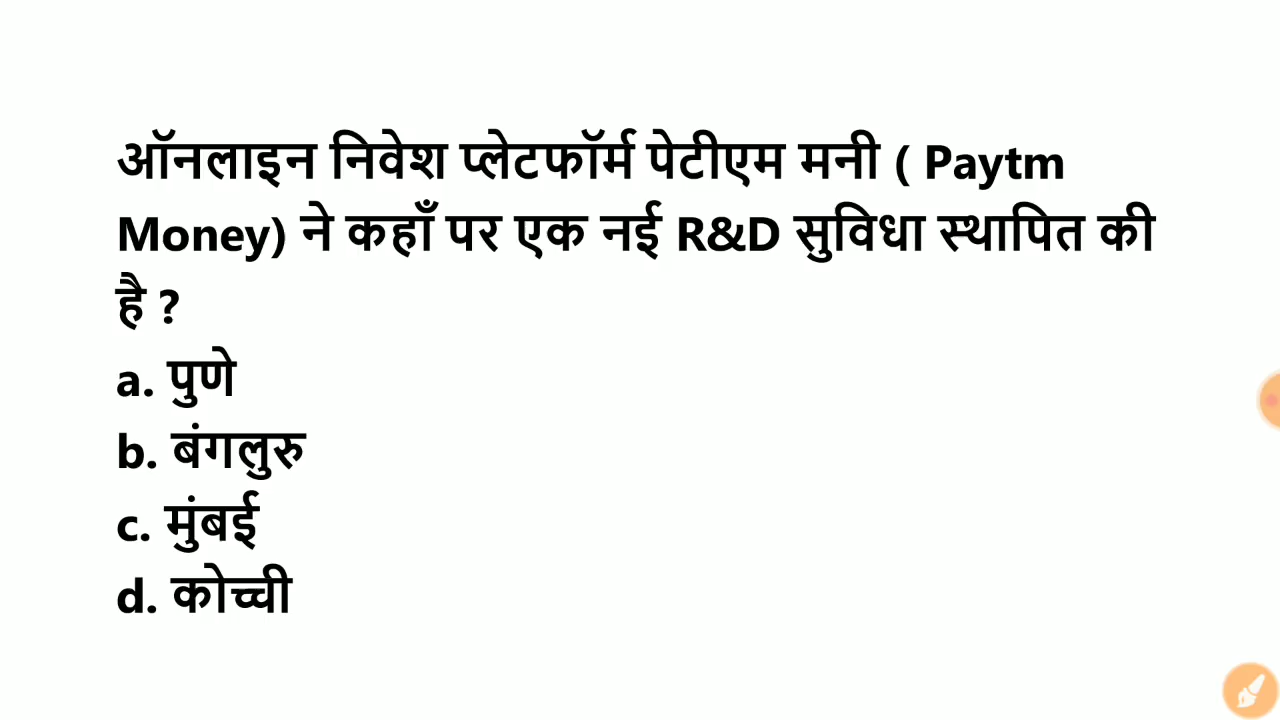 ऑनलाइन निवेश प्लेटफॉर्म पेटीएम मनी ( Paytm
Money) ने कहाँ पर एक नई R&D सुविधा स्थापित की
है ?
a. पुणे
b. बंगलुरु
c. मुंबई
d. कोच्ची